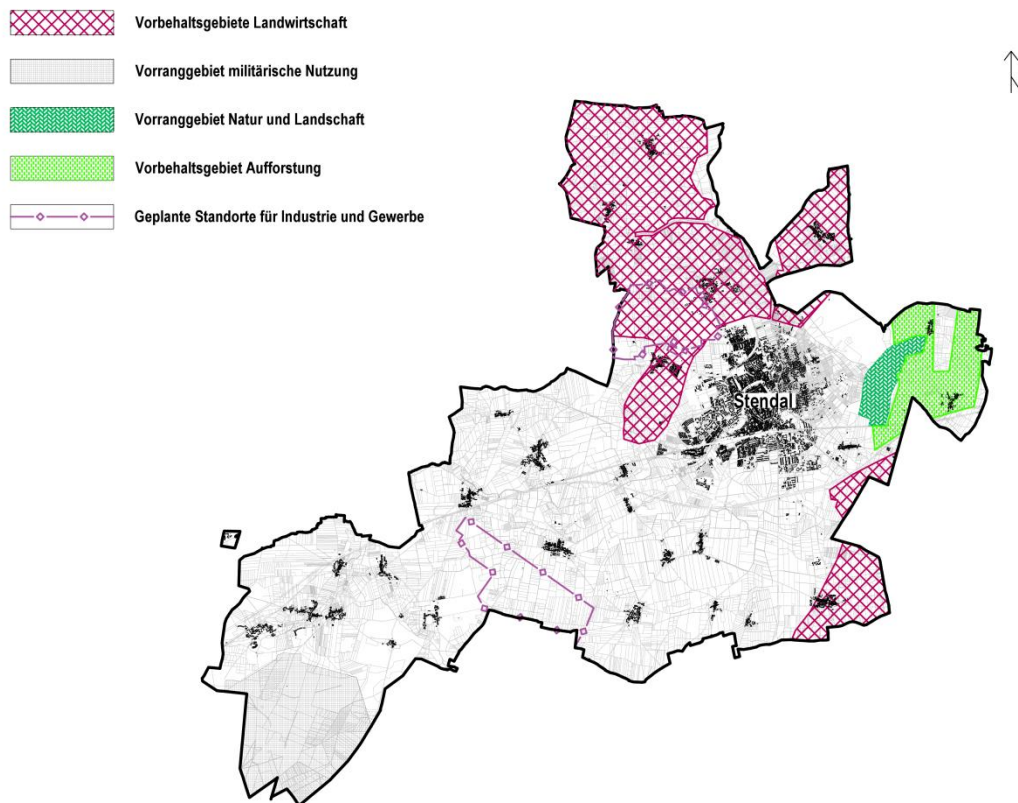 Vorbehaltsgebiete Landwirtschaft
Vorranggebiet militärische Nutzung
Vorranggebiet Natur und Landschaft
Vorbehaltsgebiet Aufforstung
Geplante Standorte für Industrie und Gewerbe
Stendal